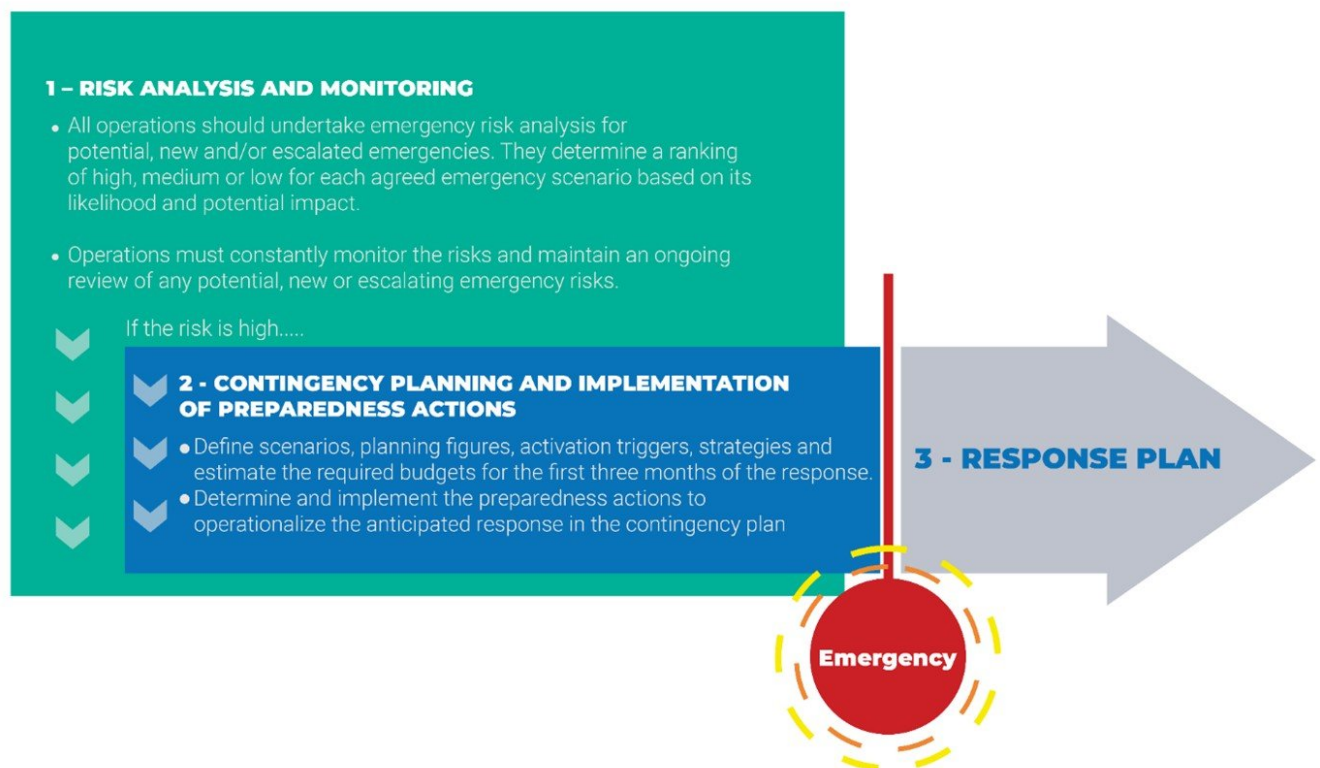 1 – RISK ANALYSIS AND MONITORING
• All operations should undertake emergency risk analysis for
potential, new and/or escalated emergencies. They determine a ranking
of high, medium or low for each agreed emergency scenario based on its
likelihood and potential impact.
• Operations must constantly monitor the risks and maintain an ongoing
review of any potential, new or escalating emergency risks.
If the risk is high.....
2 - CONTINGENCY PLANNING AND IMPLEMENTATION
OF PREPAREDNESS ACTIONS
• Define scenarios, planning figures, activation triggers, strategies and
estimate the required budgets for the first three months of the response.
• Determine and implement the preparedness actions to
operationalize the anticipated response in the contingency plan
3 - RESPONSE PLAN
Emergency